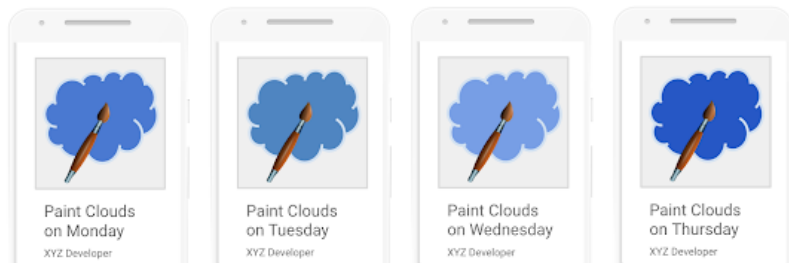 Paint Clouds
on Monday
XYZ Developer
Paint Clouds
on Tuesday
XYZ Developer
Paint Clouds
on Wednesday
XYZ Developer
Paint Clouds
on Thursday
XYZ Developer